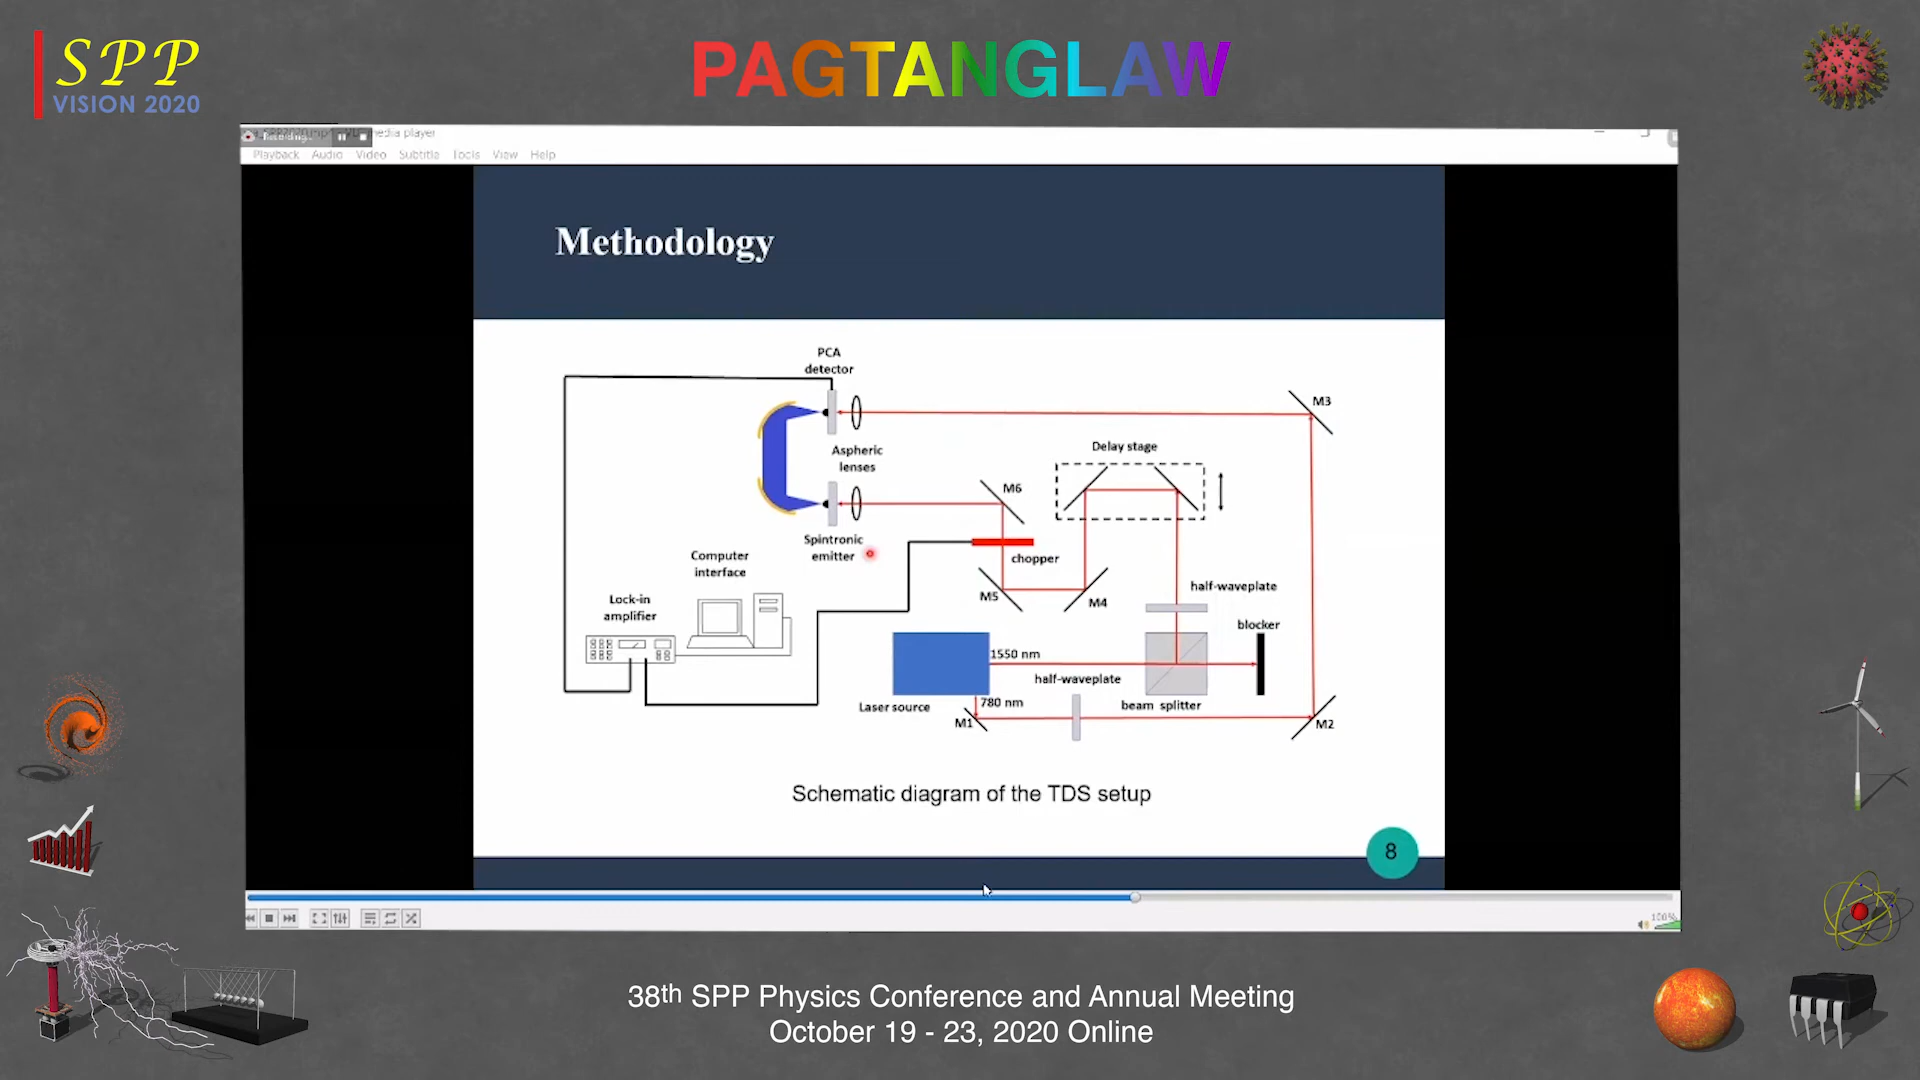 SPP
VISION 2020
PAGTANGLAW
media player
Playback Audio Video Subtitle Tools View Help
Methodology
PCA
detector
M3
Delay stage
Aspheric
lenses
M6
Spintronic
emitter
chopper
Computer
interface
half-waveplate
M5
M4
Lock-in
amplifier
blocker
1550 nm
half-waveplate
780 nm
Laser source
beam splitter
M1
M2
Schematic diagram of the TDS setup
8
100%
38th SPP Physics Conference and Annual Meeting
October 19 - 23, 2020 Online